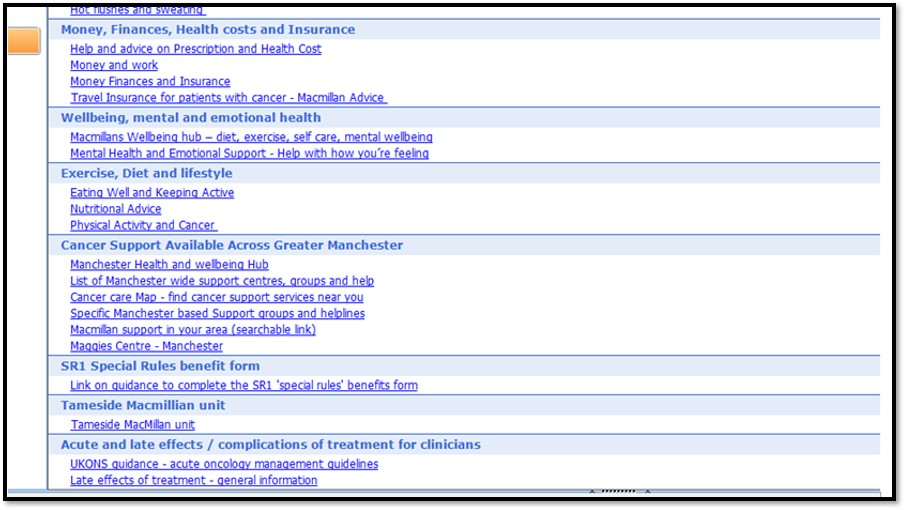 Hot flushes and sweating
Money, Finances, Health costs and Insurance
Help and advice on Prescription and Health Cost
Money and work
Money Finances and Insurance
Travel Insurance for patients with cancer - Macmillan Advice
Wellbeing, mental and emotional health
Macmillans Wellbeing hub – diet, exercise, self care, mental wellbeing
Mental Health and Emotional Support - Help with how you're feeling
Exercise, Diet and lifestyle
Eating Well and Keeping Active
Nutritional Advice
Physical Activity and Cancer
Cancer Support Available Across Greater Manchester
Manchester Health and wellbeing Hub
List of Manchester wide support centres, groups and help
Cancer care Map - find cancer support services near you
Specific Manchester based Support groups and helplines
Macmillan support in your area (searchable link)
Maggies Centre - Manchester
SR1 Special Rules benefit form
Link on guidance to complete the SR1 'special rules' benefits form
Tameside Macmillian unit
Tameside MacMillan unit
Acute and late effects / complications of treatment for clinicians
UKONS guidance - acute oncology management guidelines
Late effects of treatment - general information